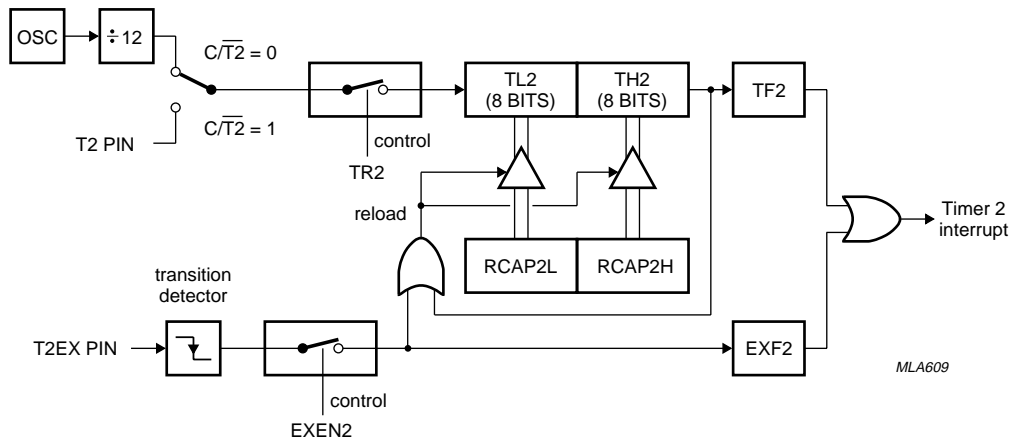 OSC
÷12
C/T2̅ = 0
C/T2̅ = 1
T2 PIN
control
TR2
TL2
(8 BITS)
TH2
(8 BITS)
TF2
reload
RCAP2L
RCAP2H
Timer 2
interrupt
transition
detector
T2EX PIN
control
EXEN2
EXF2
MLA609